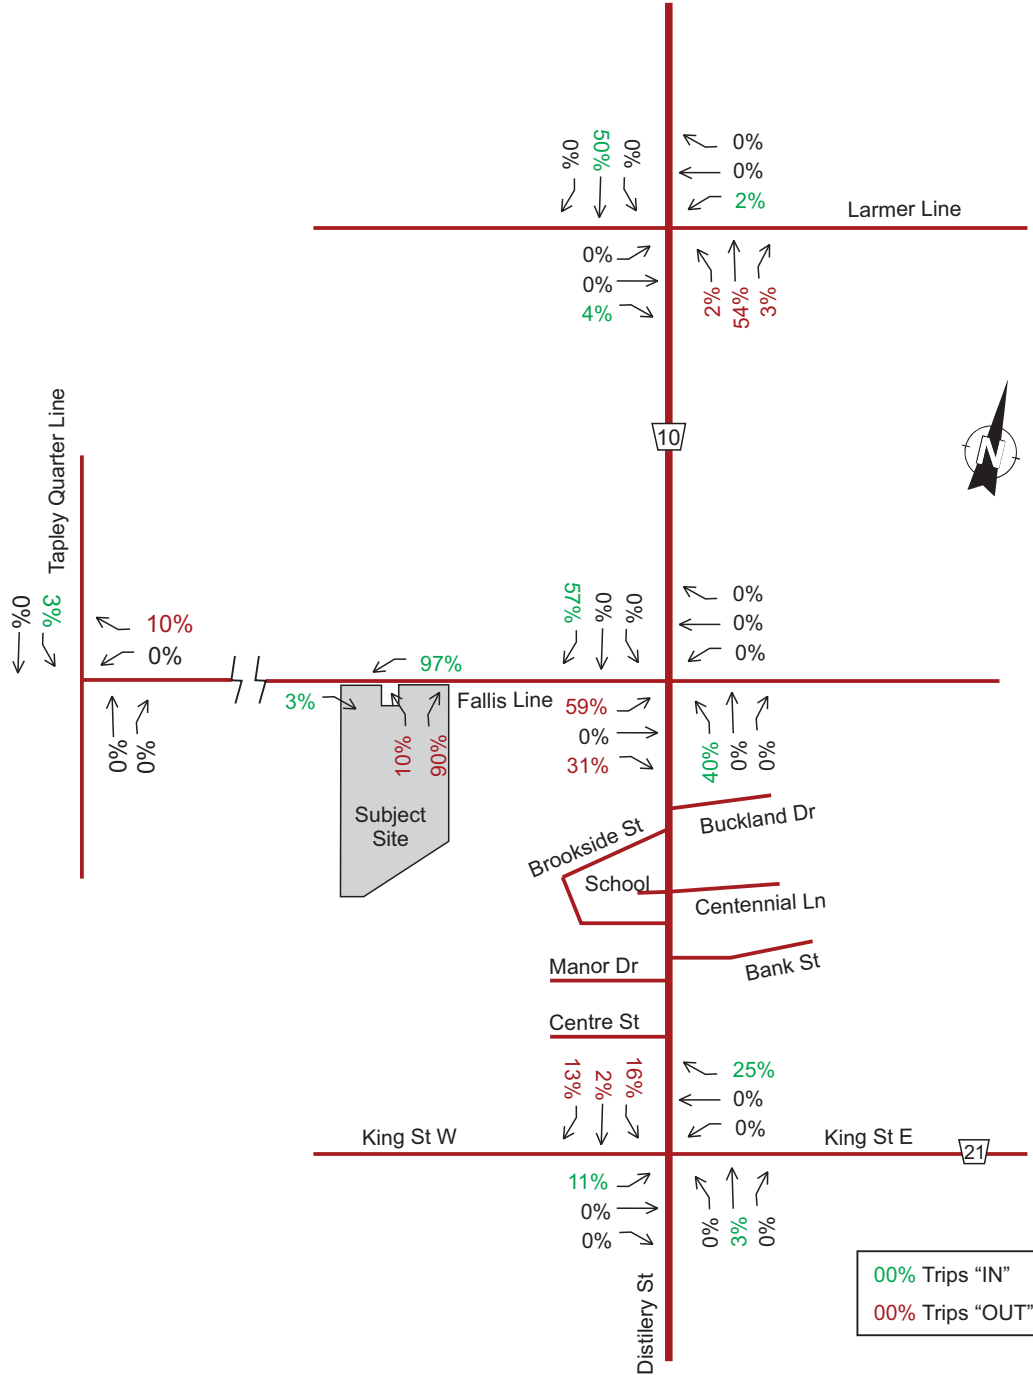 0%
50%
0%
0%
0%
2%
Larmer Line
0%
0%
4%
2%
54%
3%
10
N
Tapley Quarter Line
0%
3%
10%
0%
0%
0%
97%
3%
Fallis Line
10%
90%
Subject
Site
57%
0%
0%
0%
0%
0%
59%
0%
31%
40%
0%
0%
Buckland Dr
Brookside St
School
Centennial Ln
Bank St
Manor Dr
Centre St
13%
2%
16%
25%
0%
0%
King St W
King St E
21
11%
0%
0%
0%
3%
0%
Distilery St
00% Trips “IN”
00% Trips “OUT”